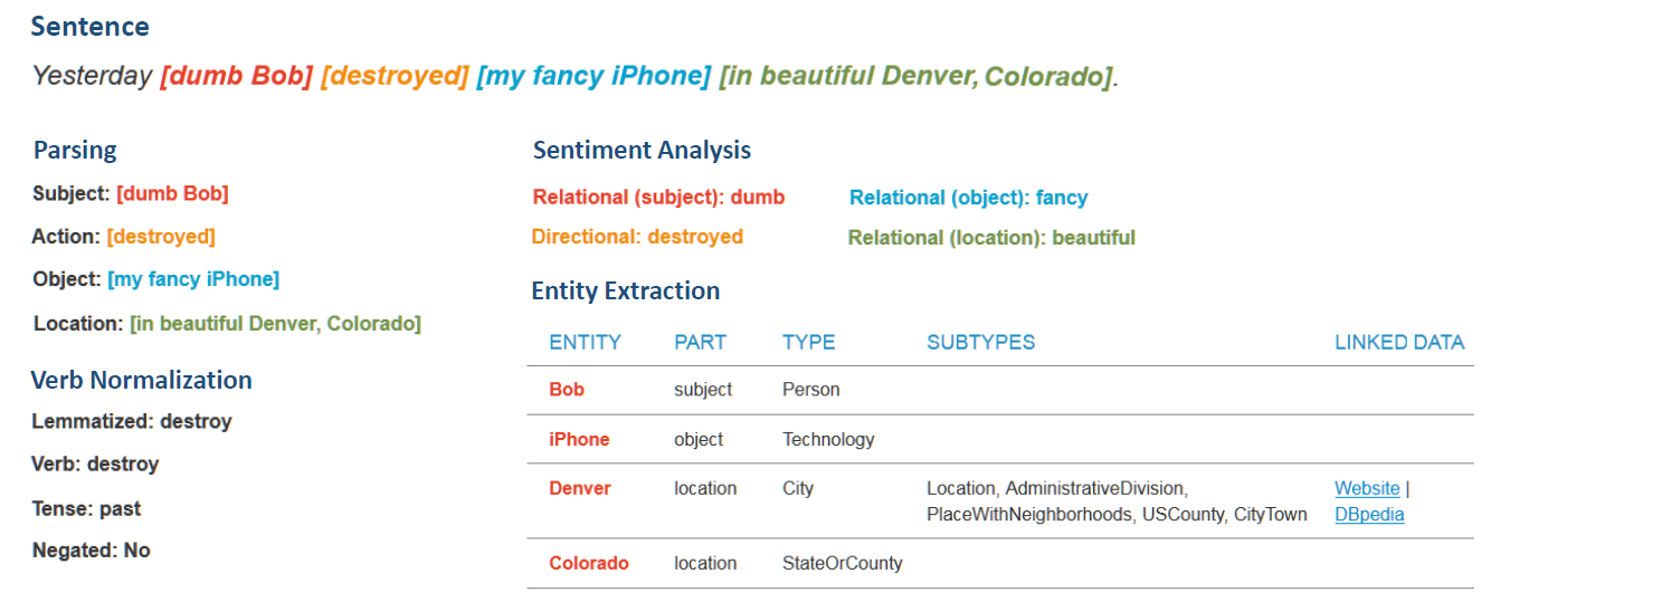 Sentence
Yesterday [dumb Bob] [destroyed] [my fancy iPhone] [in beautiful Denver, Colorado].
Parsing
Subject: [dumb Bob]
Action: [destroyed]
Object: [my fancy iPhone]
Location: [in beautiful Denver, Colorado]
Verb Normalization
Lemmatized: destroy
Verb: destroy
Tense: past
Negated: No
Sentiment Analysis
Relational (subject): dumb Relational (object): fancy
Directional: destroyed Relational (location): beautiful
Entity Extraction
ENTITY PART TYPE SUBTYPES LINKED DATA
Bob subject Person
iPhone object Technology
Denver location City Location, AdministrativeDivision, Website |
PlaceWithNeighborhoods, USCounty, CityTown DBpedia
Colorado location StateOrCounty